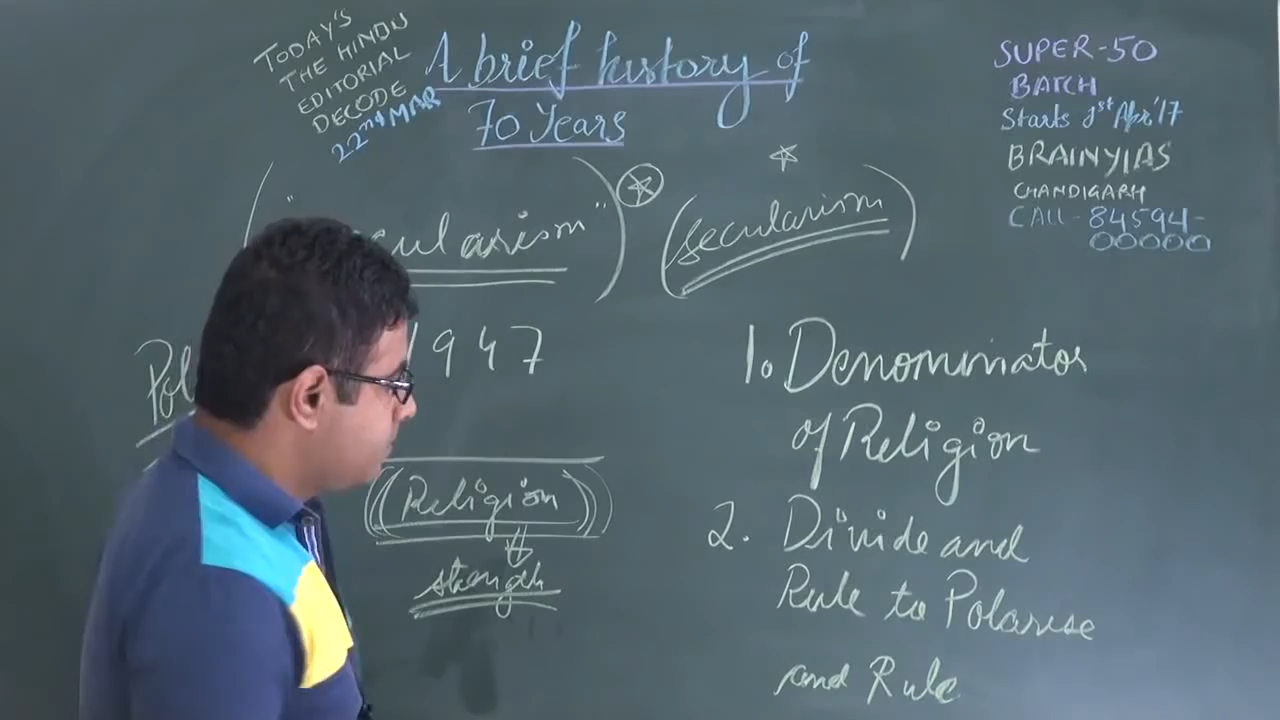 TODAY'S
THE HINDU
EDITORIAL
DECODE
22nd MAR
A brief history of
70 Years
SUPER-50
BATCH
Starts 1st Apr'17
BRAINYIAS
CHANDIGARH
CALL - 84594-
00000
(secularism)
1947
((Religion))
strength
1. Denominator
of Religion
2. Divide and
Rule to Polarise
and Rule